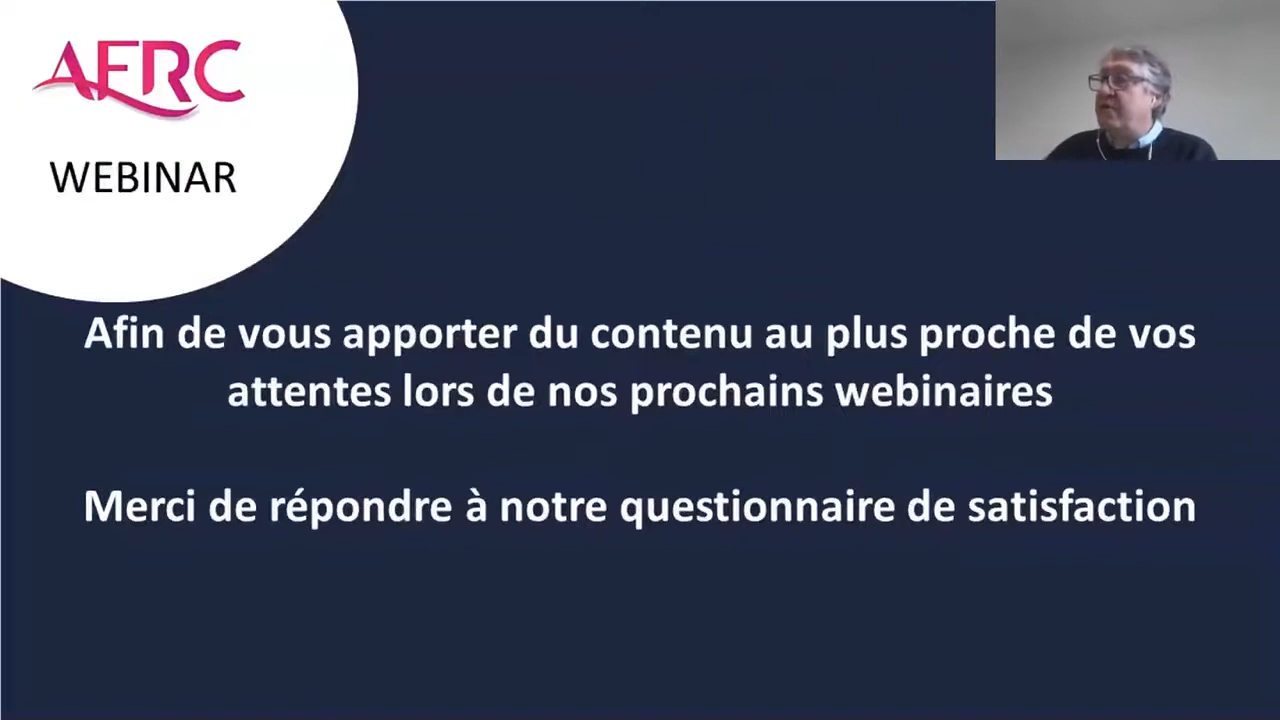 AFRC
WEBINAR
Afin de vous apporter du contenu au plus proche de vos
attentes lors de nos prochains webinaires
Merci de répondre à notre questionnaire de satisfaction